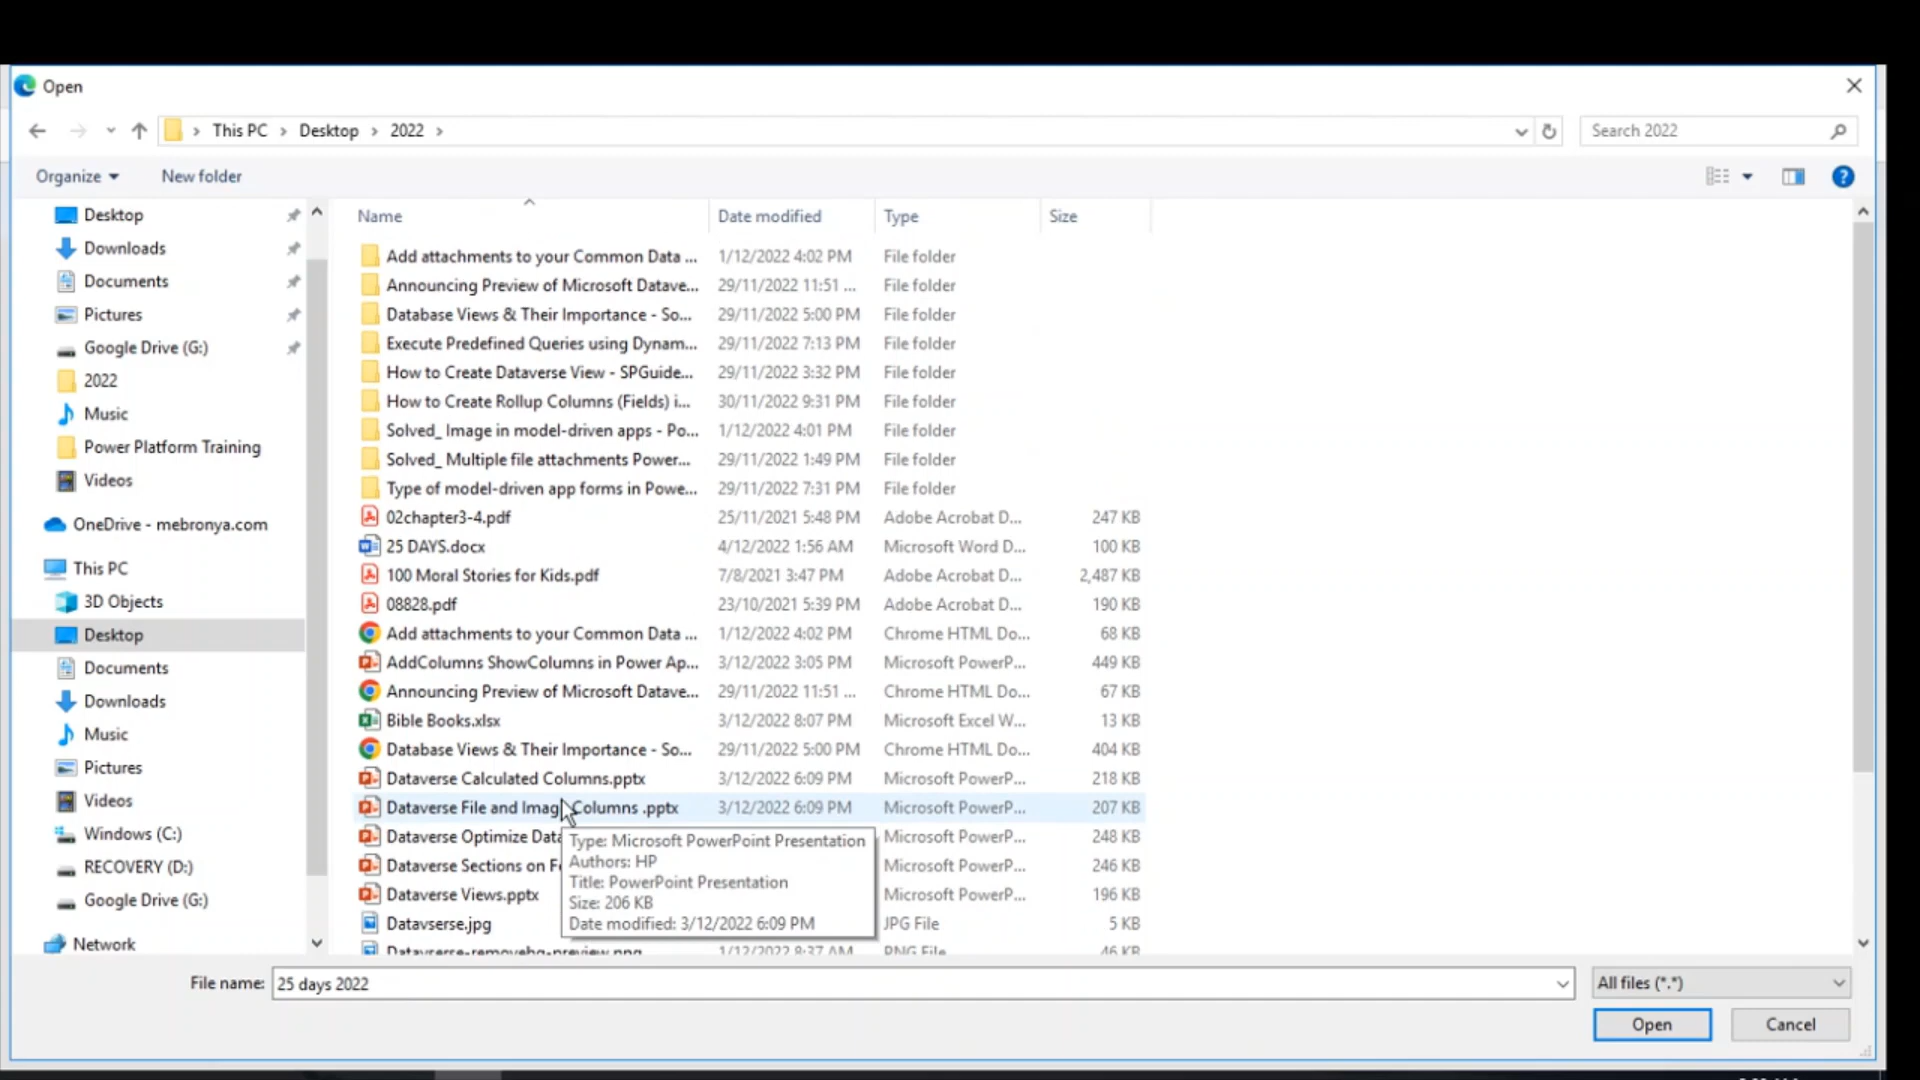 Open
This PC > Desktop > 2022 >
Search 2022
Organize
New folder
Desktop
Downloads
Documents
Pictures
Google Drive (G:)
2022
Music
Power Platform Training
Videos
OneDrive - mebronya.com
This PC
3D Objects
Desktop
Documents
Downloads
Music
Pictures
Videos
Windows (C:)
RECOVERY (D:)
Google Drive (G:)
Network
Name Date modified Type Size
Add attachments to your Common Data ... 1/12/2022 4:02 PM File folder
Announcing Preview of Microsoft Datave... 29/11/2022 11:51 ... File folder
Database Views & Their Importance - So... 29/11/2022 5:00 PM File folder
Execute Predefined Queries using Dynam... 29/11/2022 7:13 PM File folder
How to Create Dataverse View - SPGuide... 29/11/2022 3:32 PM File folder
How to Create Rollup Columns (Fields) i... 30/11/2022 9:31 PM File folder
Solved_ Image in model-driven apps - Po... 1/12/2022 4:01 PM File folder
Solved_ Multiple file attachments Power... 29/11/2022 1:49 PM File folder
Type of model-driven app forms in Powe... 29/11/2022 7:31 PM File folder
02chapter3-4.pdf 25/11/2021 5:48 PM Adobe Acrobat D... 247 KB
25 DAYS.docx 4/12/2022 1:56 AM Microsoft Word D... 100 KB
100 Moral Stories for Kids.pdf 7/8/2021 3:47 PM Adobe Acrobat D... 2,487 KB
08828.pdf 23/10/2021 5:39 PM Adobe Acrobat D... 190 KB
Add attachments to your Common Data ... 1/12/2022 4:02 PM Chrome HTML Do... 68 KB
AddColumns ShowColumns in Power Ap... 3/12/2022 3:05 PM Microsoft PowerP... 449 KB
Announcing Preview of Microsoft Datave... 29/11/2022 11:51 ... Chrome HTML Do... 67 KB
Bible Books.xlsx 3/12/2022 8:07 PM Microsoft Excel W... 13 KB
Database Views & Their Importance - So... 29/11/2022 5:00 PM Chrome HTML Do... 404 KB
Dataverse Calculated Columns.pptx 3/12/2022 6:09 PM Microsoft PowerP... 218 KB
Dataverse File and Image Columns .pptx 3/12/2022 6:09 PM Microsoft PowerP... 207 KB
Dataverse Optimize Data Microsoft PowerP... 248 KB
Dataverse Sections on Microsoft PowerP... 246 KB
Dataverse Views.pptx Microsoft PowerP... 196 KB
Datavserse.jpg JPG File 5 KB
1/12/2022 8:37 AM PNG File 46 KB
Type: Microsoft PowerPoint Presentation
Authors: HP
Title: PowerPoint Presentation
Size: 206 KB
Date modified: 3/12/2022 6:09 PM
File name: 25 days 2022
All files (*.*)
Open
Cancel